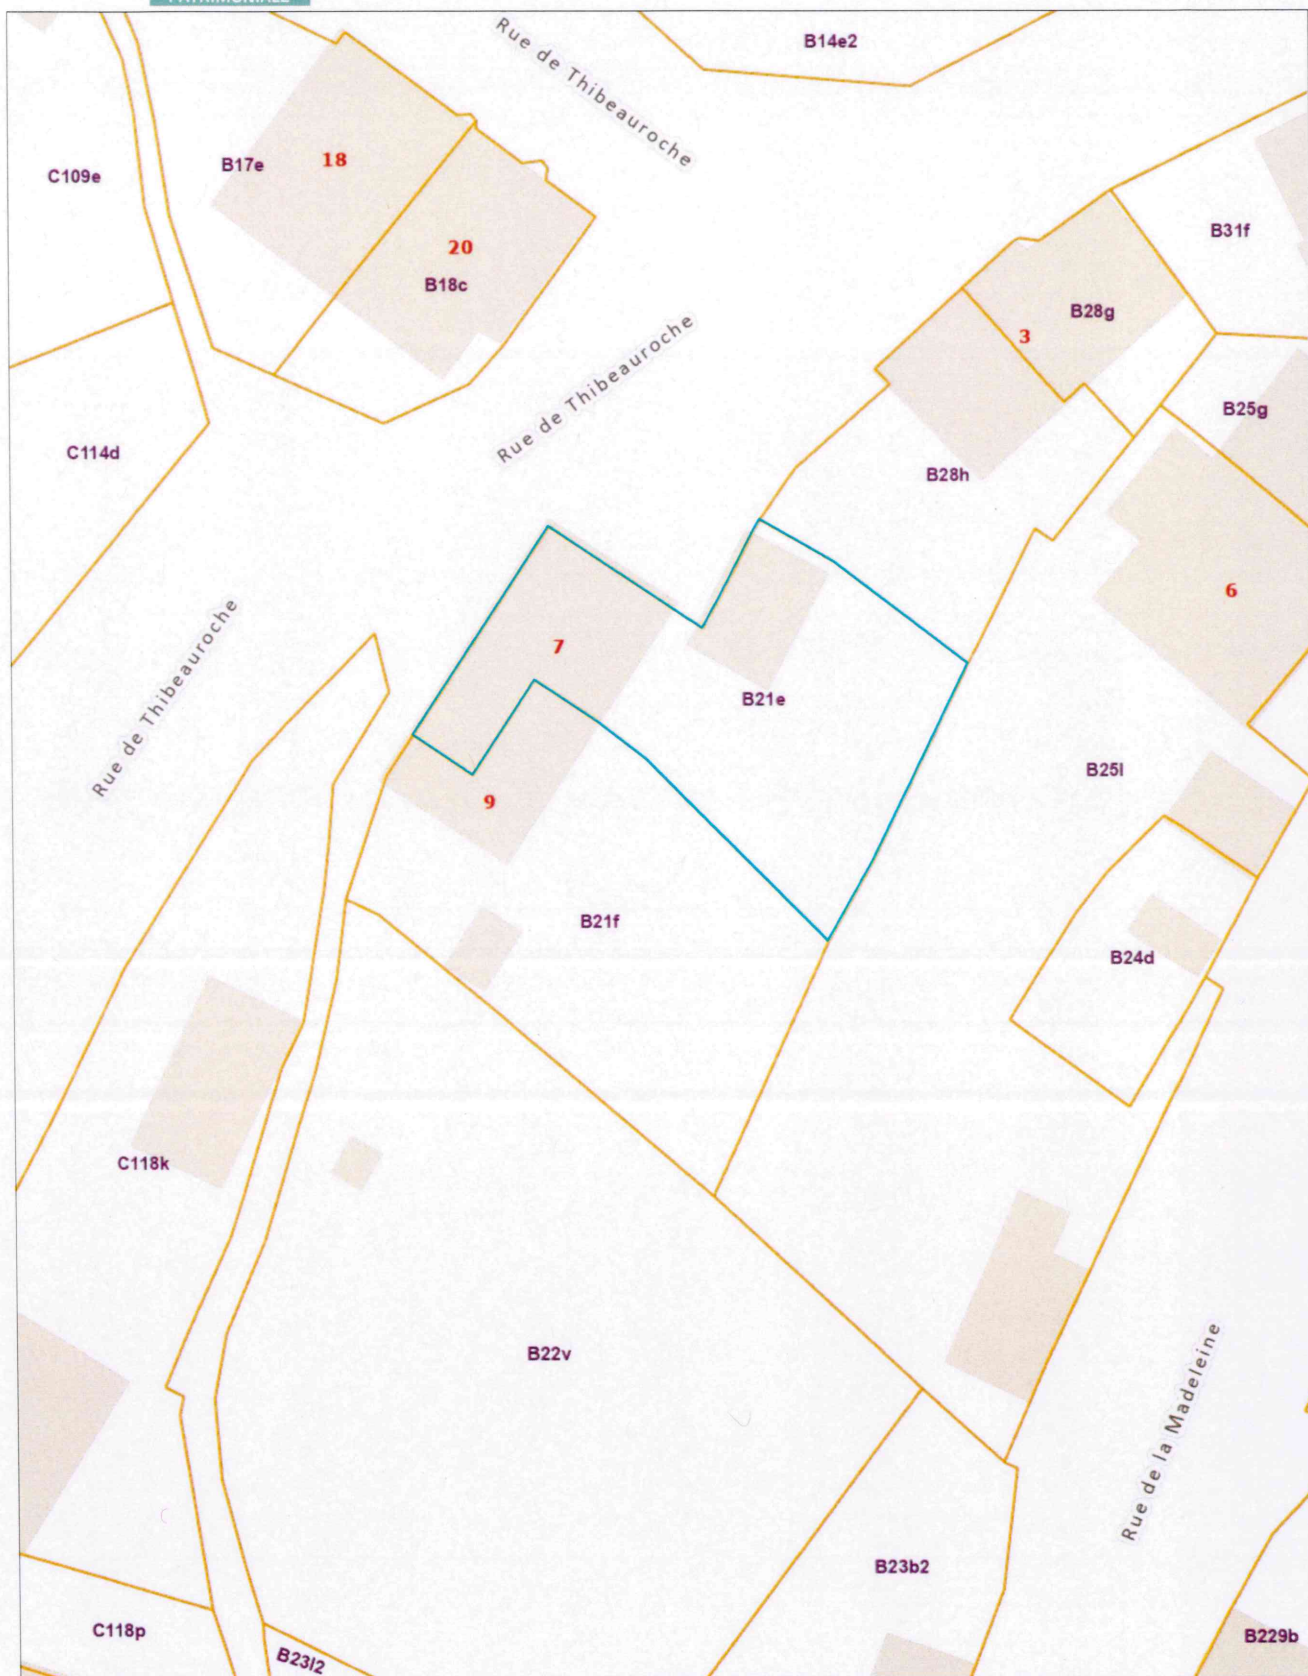 PATRIMONIALE
Rue de Thibeauroche
B14e2
18
B17e
C109e
20
B18c
B31f
B28g
3
Rue de Thibeauroche
B25g
C114d
B28h
6
7
Rue de Thibeauroche
B21e
B25l
9
B21f
B24d
C118k
B22v
Rue de la Madeleine
B23b2
C118p
B23l2
B229b